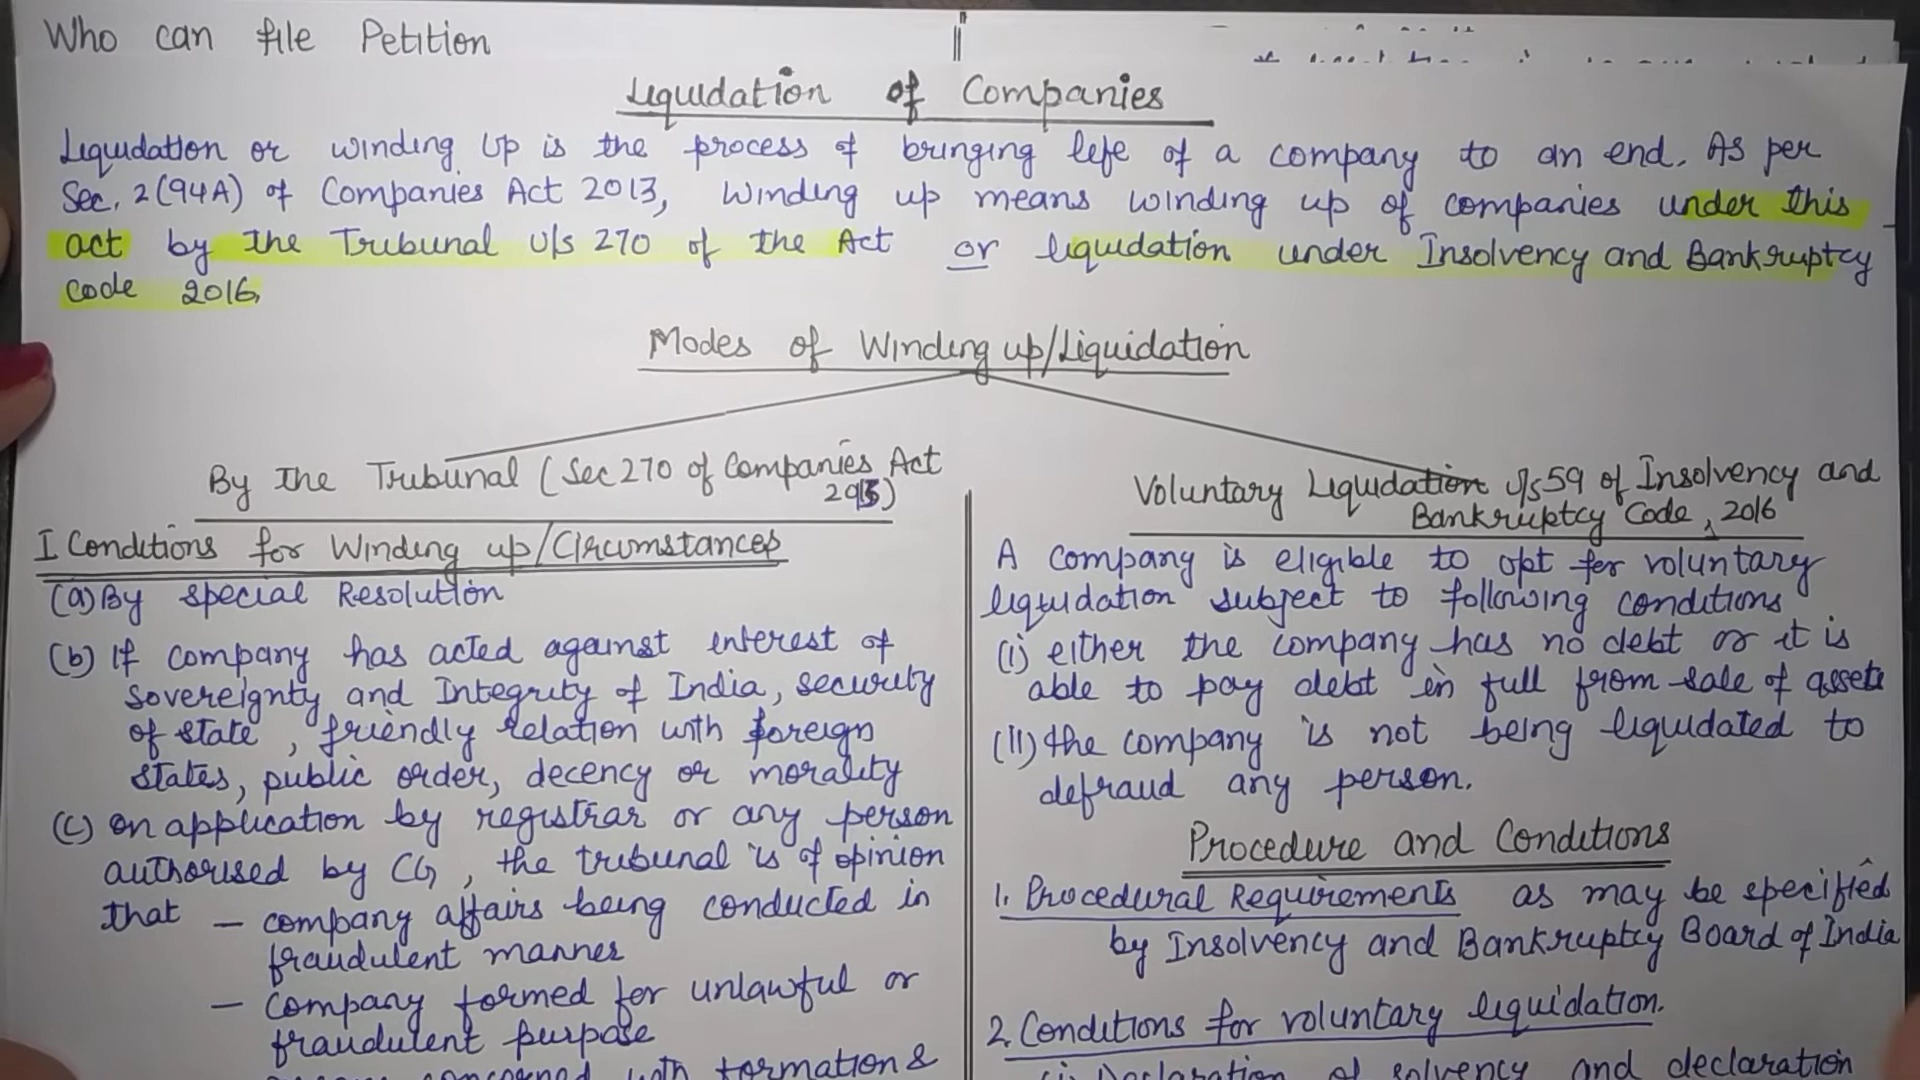 Who can file Petition
Liquidation of Companies
Liquidation or winding up is the process of bringing life of a company to an end. As per
Sec. 2(94A) of Companies Act 2013, Winding up means winding up of companies under this
act by the Tribunal U/s 270 of the Act or liquidation under Insolvency and Bankruptcy
Code 2016.
Modes of Winding up/Liquidation
By the Tribunal (Sec 270 of Companies Act
2013)
I Conditions for Winding up/Circumstances
(a) By special Resolution
(b) If company has acted against interest of
sovereignty and Integrity of India, security
of state, friendly relation with foreign
states, public order, decency or morality
(c) on application by registrar or any person
authorised by CG, the tribunal is of opinion
that - company affairs being conducted in
fraudulent manner
- company formed for unlawful or
fraudulent purpose
concerned with formation &
Voluntary Liquidation U/s 59 of Insolvency and
Bankruptcy Code, 2016
A company is eligible to opt for voluntary
liquidation subject to following conditions
(i) either the company has no debt or it is
able to pay debt in full from sale of assets
(ii) the company is not being liquidated to
defraud any person.
Procedure and Conditions
1. Procedural Requirements as may be specified
by Insolvency and Bankruptcy Board of India
2. Conditions for voluntary liquidation.
(i) Declaration of solvency and declaration